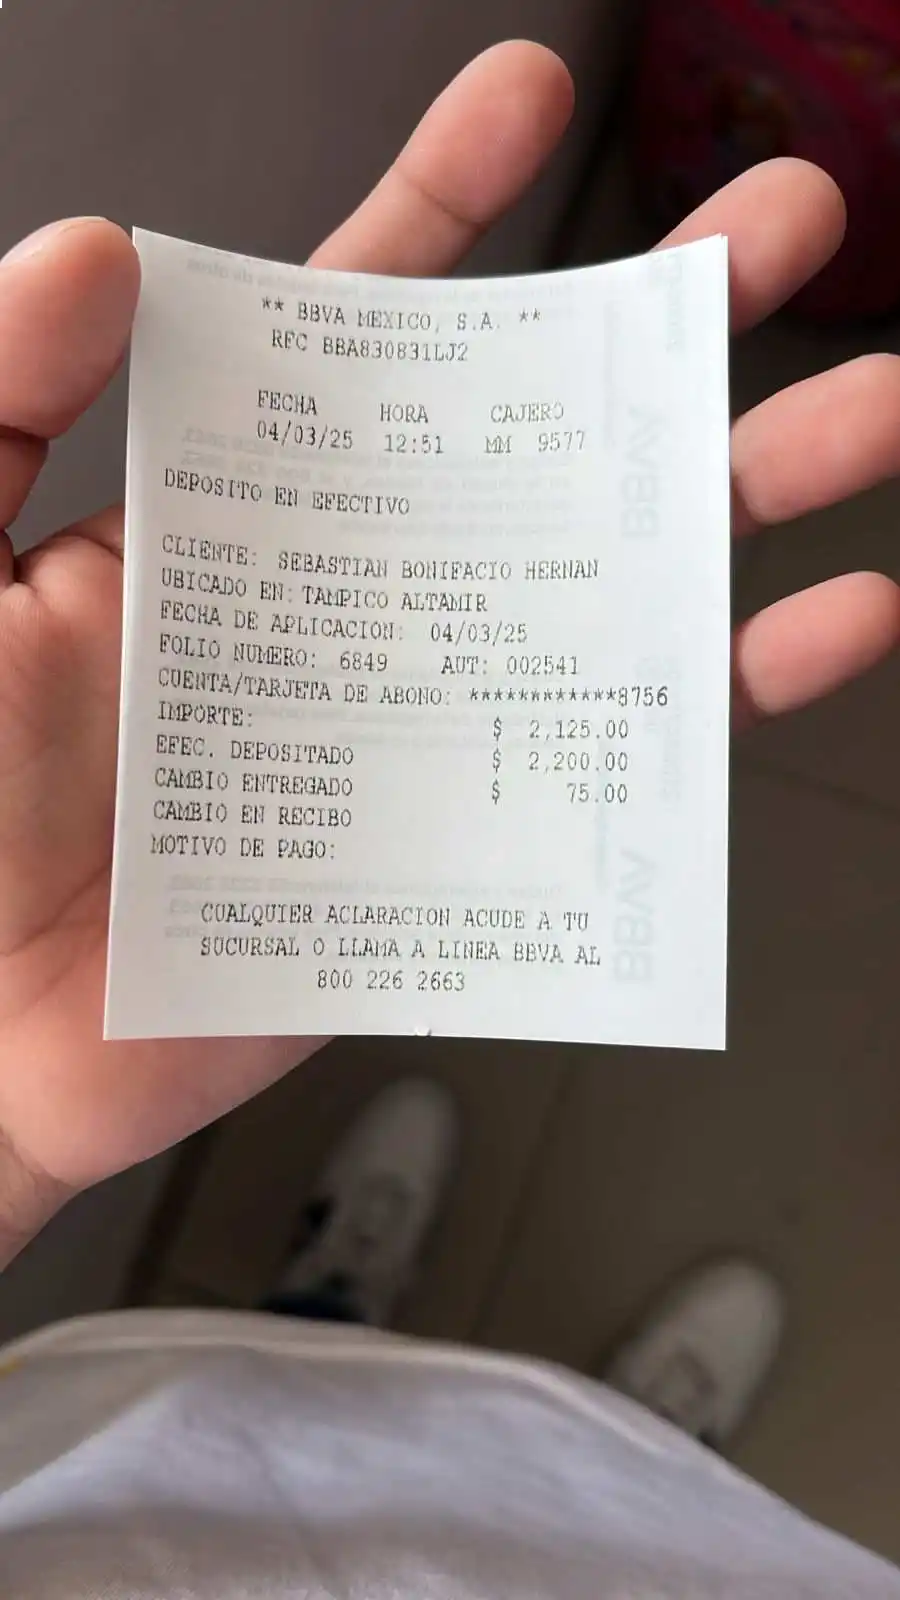 ** BBVA MEXICO, S.A. **
RFC BBA830831LJ2
FECHA HORA CAJERO
04/03/25 12:51 MM 9577
DEPOSITO EN EFECTIVO
CLIENTE: SEBASTIAN BONIFACIO HERNAN
UBICADO EN: TAMPICO ALTAMIR
FECHA DE APLICACION: 04/03/25
FOLIO NUMERO: 6849 AUT: 002541
CUENTA/TARJETA DE ABONO: ************8756
IMPORTE: $ 2,125.00
EFEC. DEPOSITADO $ 2,200.00
CAMBIO ENTREGADO $ 75.00
CAMBIO EN RECIBO
MOTIVO DE PAGO:
CUALQUIER ACLARACION ACUDE A TU
SUCURSAL O LLAMA A LINEA BBVA AL
800 226 2663
BBVA
BBVA